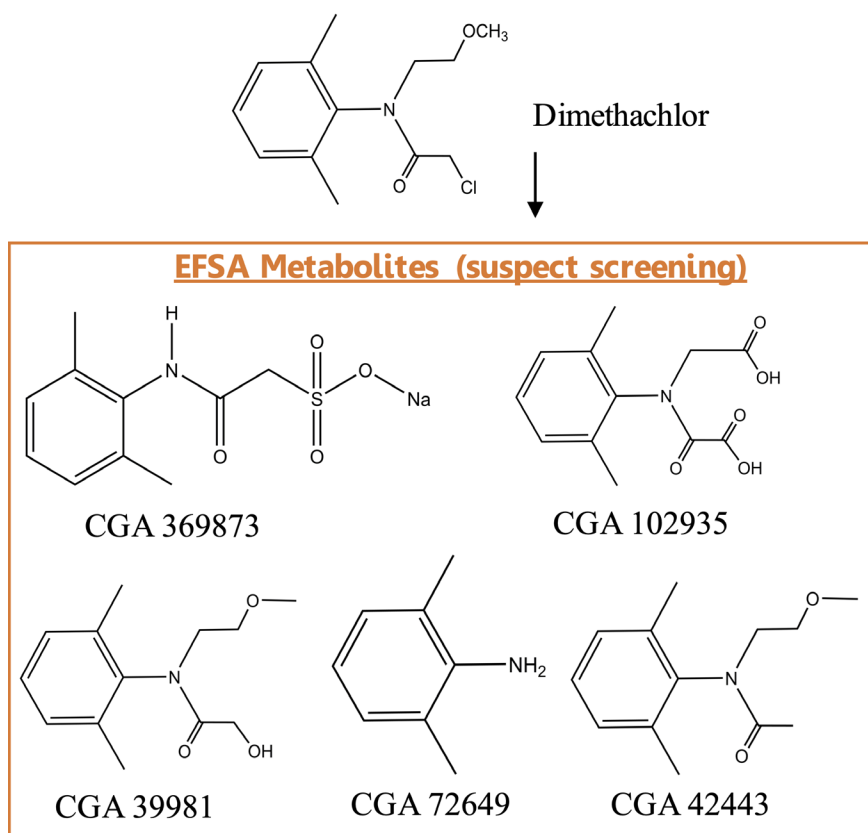 OCH₃
N
O
Cl
Dimethachlor
EFSA Metabolites (suspect screening)
H
N
O
O
S
O
O
Na
CGA 369873
O
OH
N
O
O
OH
CGA 102935
O
N
O
OH
CGA 39981
NH₂
CGA 72649
O
N
O
CGA 42443